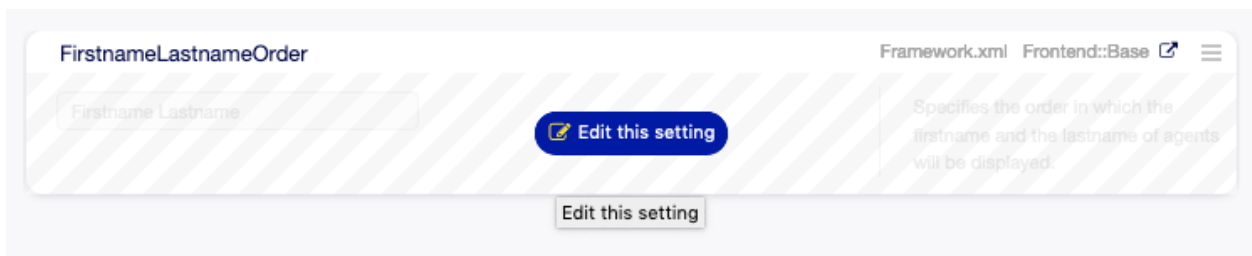 FirstnameLastnameOrder
Framework.xml Frontend::Base
Firstname Lastname
Edit this setting
Specifies the order in which the
firstname and the lastname of agents
will be displayed.
Edit this setting